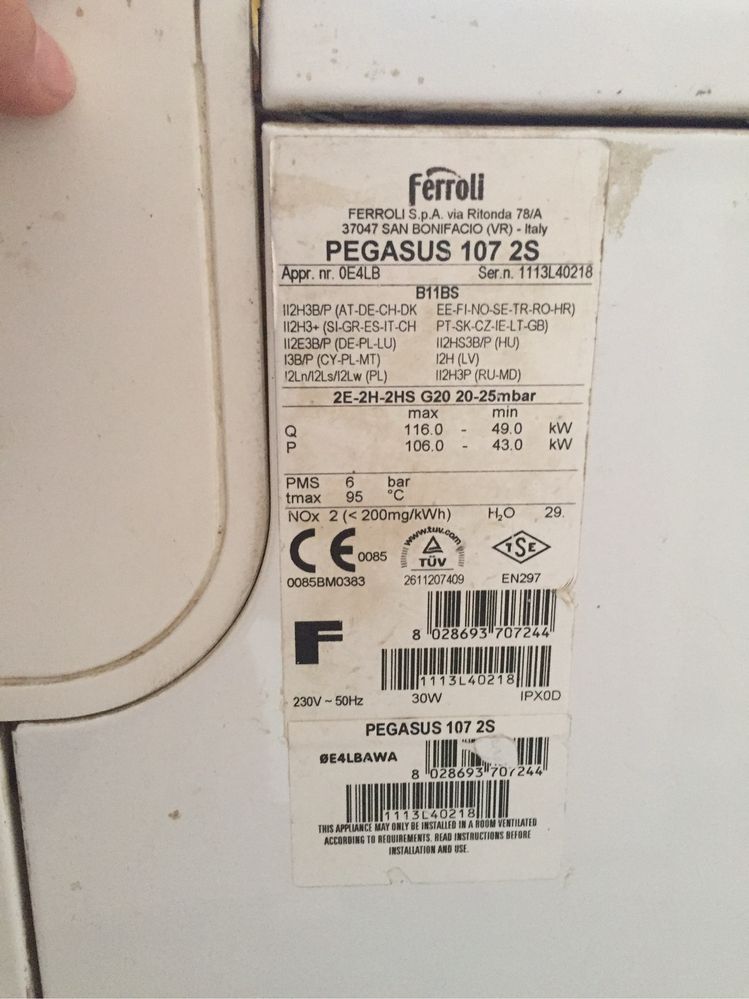 Ferroli
FERROLI S.p.A. via Ritonda 78/A
37047 SAN BONIFACIO (VR) - Italy
PEGASUS 107 2S
Appr. nr. 0E4LB Ser.n. 1113L40218
B11BS
II2H3B/P (AT-DE-CH-DK EE-FI-NO-SE-TR-RO-HR)
II2H3+ (SI-GR-ES-IT-CH PT-SK-CZ-IE-LT-GB)
II2E3B/P (DE-PL-LU) II2HS3B/P (HU)
I3B/P (CY-PL-MT) I2H (LV)
I2Ln/I2Ls/I2Lw (PL) II2H3P (RU-MD)
2E-2H-2HS G20 20-25mbar
max min
Q 116.0 - 49.0 kW
P 106.0 - 43.0 kW
PMS 6 bar
tmax 95 °C
NOx 2 (< 200mg/kWh) H₂O 29.
CE 0085
www.tuv.com
TÜV
TSE
0085BM0383 2611207409 EN297
F
8 028693 707244
1113L40218
230V ~ 50Hz 30W IPX0D
PEGASUS 107 2S
ØE4LBAWA
8 028693 707244
1113L40218
THIS APPLIANCE MAY ONLY BE INSTALLED IN A ROOM VENTILATED
ACCORDING TO REQUIREMENTS. READ INSTRUCTIONS BEFORE
INSTALLATION AND USE.